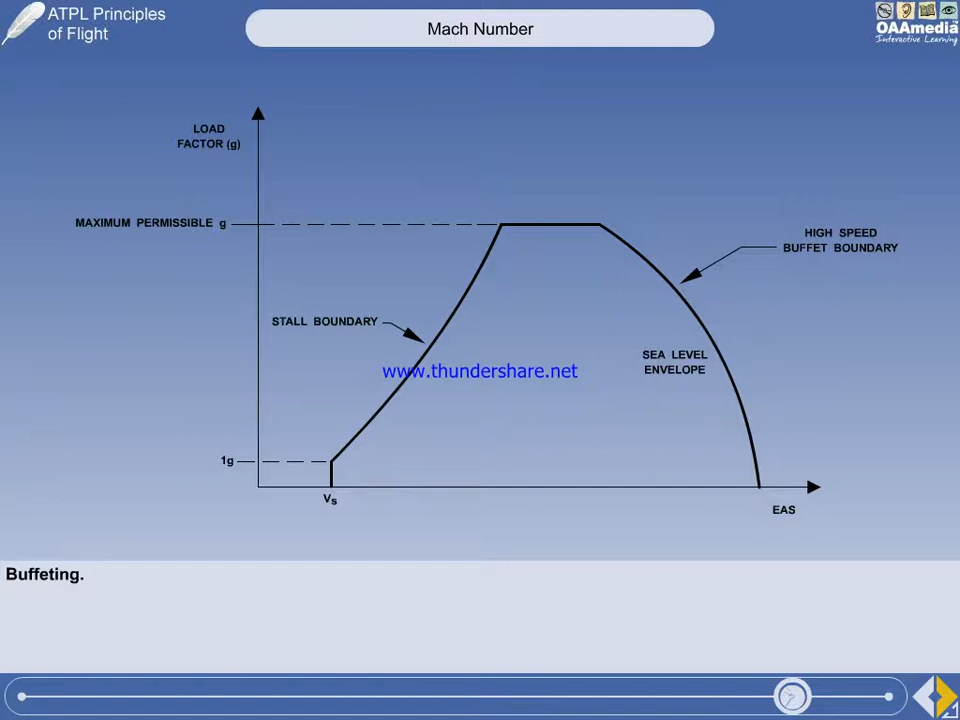 ATPL Principles
of Flight
Mach Number
OAAmedia
Interactive Learning
LOAD
FACTOR (g)
MAXIMUM PERMISSIBLE g
HIGH SPEED
BUFFET BOUNDARY
STALL BOUNDARY
SEA LEVEL
ENVELOPE
www.thundershare.net
1g
Vs
EAS
Buffeting.